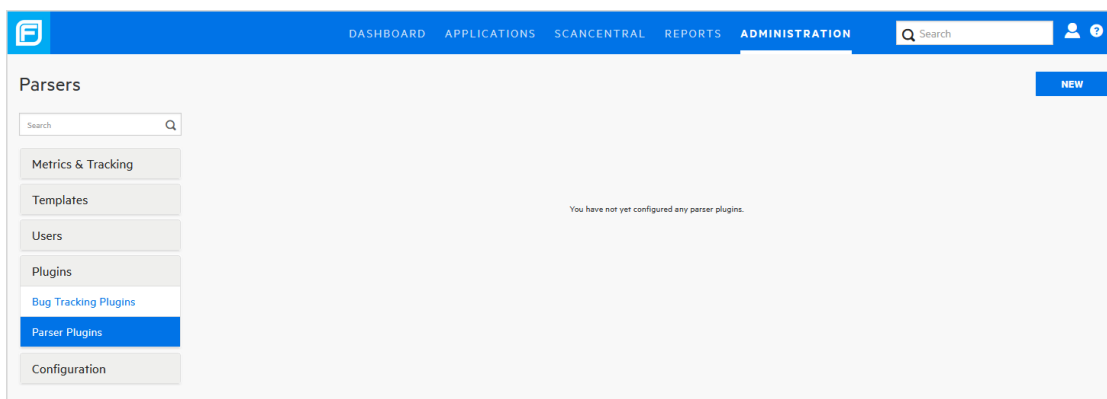 DASHBOARD APPLICATIONS SCANCENTRAL REPORTS ADMINISTRATION Search
Parsers
NEW
Search
Metrics & Tracking
Templates
You have not yet configured any parser plugins.
Users
Plugins
Bug Tracking Plugins
Parser Plugins
Configuration